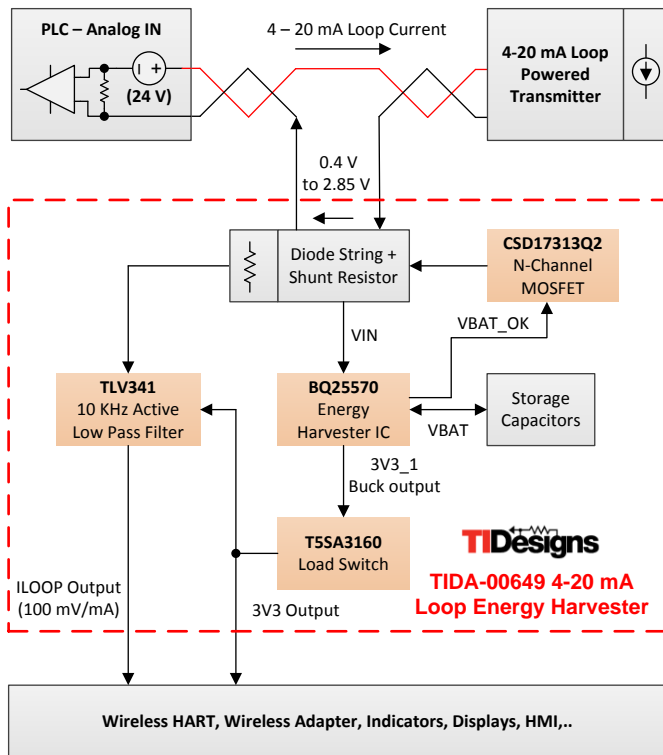 PLC – Analog IN
(24 V)
4 – 20 mA Loop Current
4-20 mA Loop
Powered
Transmitter
0.4 V
to 2.85 V
Diode String +
Shunt Resistor
CSD17313Q2
N-Channel
MOSFET
VIN
VBAT_OK
TLV341
10 KHz Active
Low Pass Filter
BQ25570
Energy
Harvester IC
VBAT
Storage
Capacitors
3V3_1
Buck output
T5SA3160
Load Switch
TIDesigns
TIDA-00649 4-20 mA
Loop Energy Harvester
ILOOP Output
(100 mV/mA)
3V3 Output
Wireless HART, Wireless Adapter, Indicators, Displays, HMI,..